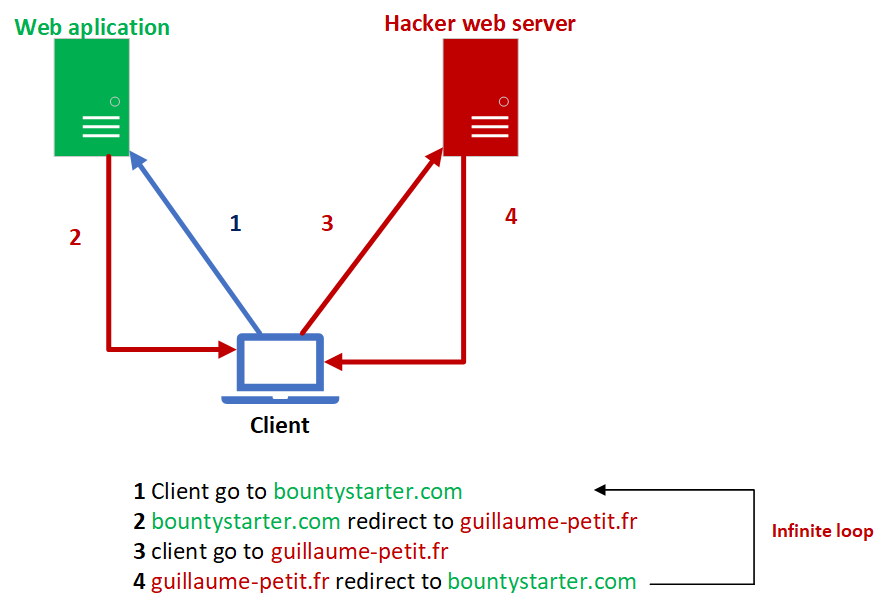 Web aplication
Hacker web server
1
2
3
4
Client
1 Client go to bountystarter.com
2 bountystarter.com redirect to guillaume-petit.fr
3 client go to guillaume-petit.fr
4 guillaume-petit.fr redirect to bountystarter.com
Infinite loop